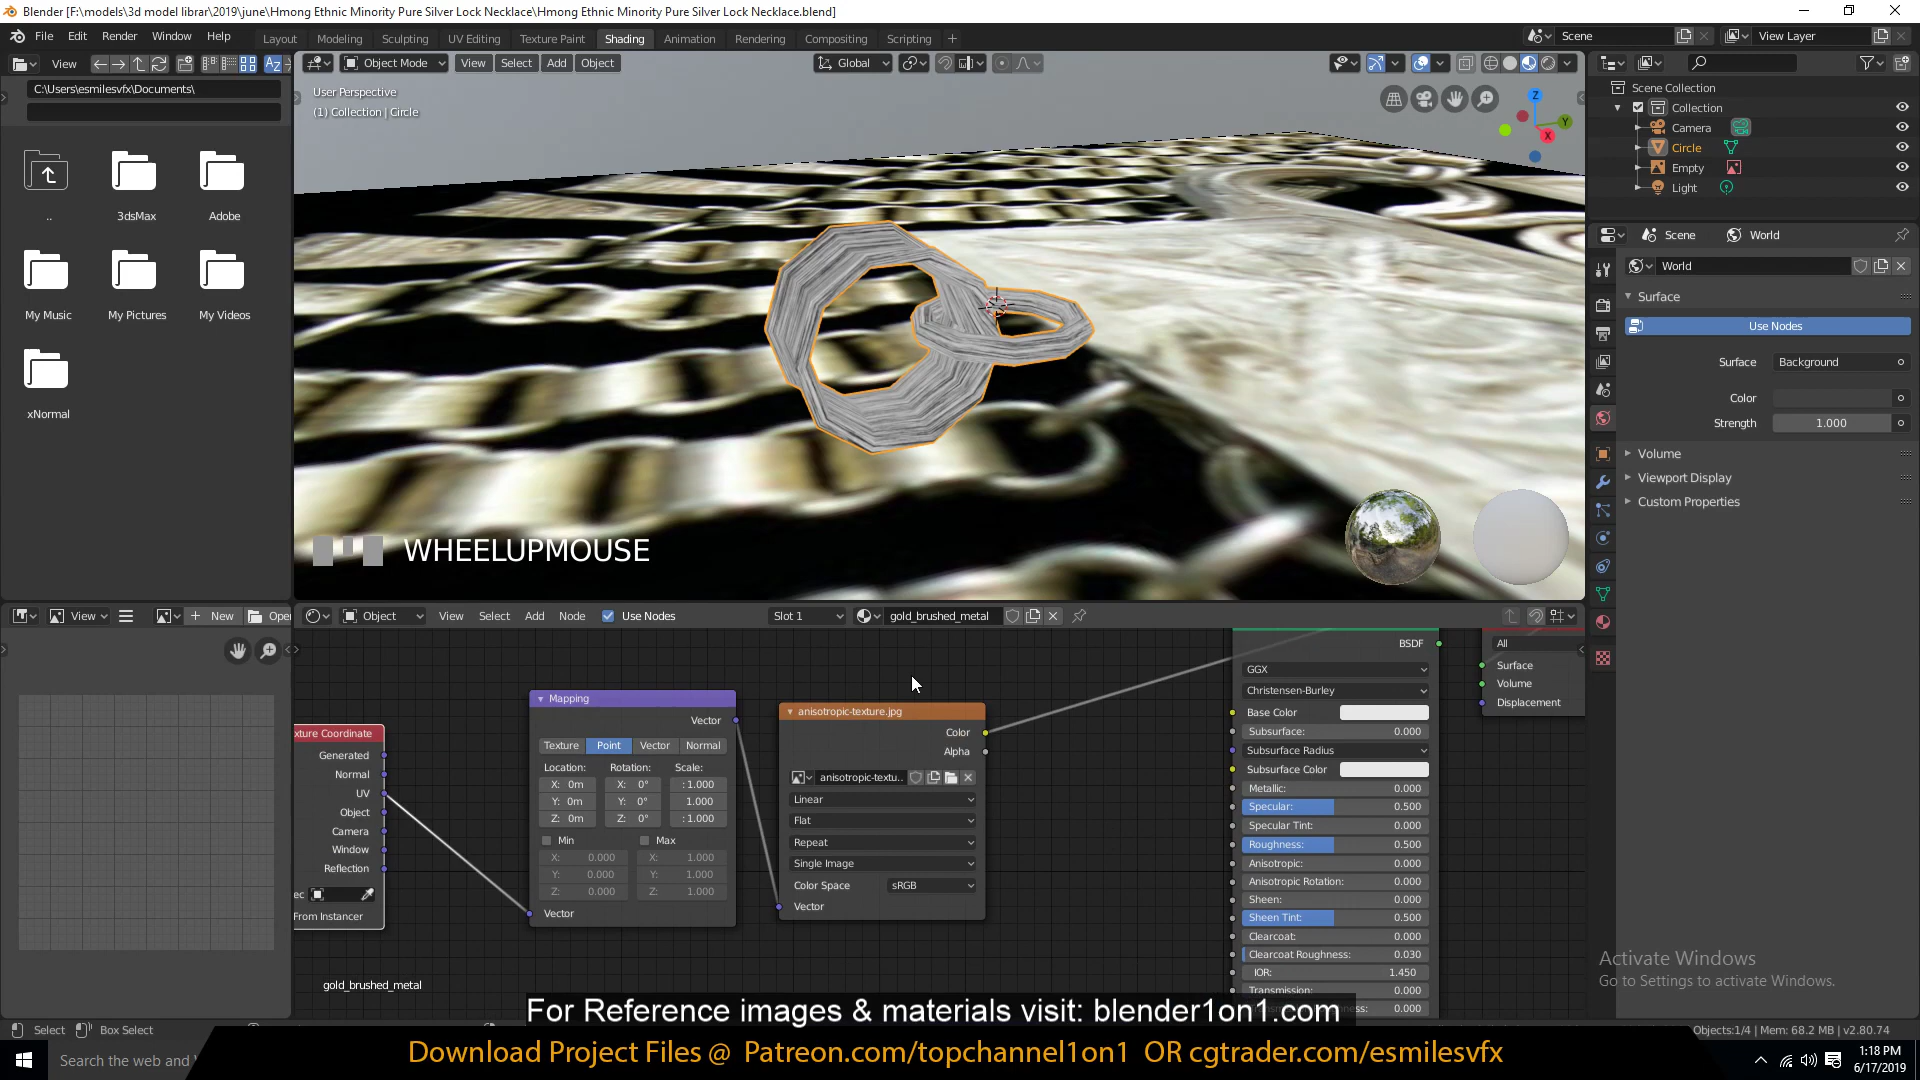 Blender [F:\models\3d model librar\2019\june\Hmong Ethnic Minority Pure Silver Lock Necklace\Hmong Ethnic Minority Pure Silver Lock Necklace.blend]
File Edit Render Window Help
Layout Modeling Sculpting UV Editing Texture Paint Shading Animation Rendering Compositing Scripting +
Scene
View Layer
View
Object Mode View Select Add Object
Global
C:\Users\esmilesvfx\Documents\
..
3dsMax
Adobe
My Music
My Pictures
My Videos
xNormal
User Perspective
(1) Collection | Circle
Z
Y
X
WHEELUPMOUSE
Scene Collection
Collection
Camera
Circle
Empty
Light
Scene
World
World
Surface
Use Nodes
Surface
Background
Color
Strength
1.000
Volume
Viewport Display
Custom Properties
View
New
Open
Object View Select Add Node Use Nodes
Slot 1
gold_brushed_metal
xture Coordinate
Generated
Normal
UV
Object
Camera
Window
Reflection
ec
From Instancer
gold_brushed_metal
Mapping
Vector
Texture Point Vector Normal
Location: Rotation: Scale:
X: 0m X: 0° : 1.000
Y: 0m Y: 0° 1.000
Z: 0m Z: 0° : 1.000
Min Max
X: 0.000 X: 1.000
Y: 0.000 Y: 1.000
Z: 0.000 Z: 1.000
Vector
anisotropic-texture.jpg
Color
Alpha
anisotropic-textu..
Linear
Flat
Repeat
Single Image
Color Space sRGB
Vector
BSDF
GGX
Christensen-Burley
Base Color
Subsurface: 0.000
Subsurface Radius
Subsurface Color
Metallic: 0.000
Specular: 0.500
Specular Tint: 0.000
Roughness: 0.500
Anisotropic: 0.000
Anisotropic Rotation: 0.000
Sheen: 0.000
Sheen Tint: 0.500
Clearcoat: 0.000
Clearcoat Roughness: 0.030
IOR: 1.450
Transmission: 0.000
0.000
All
Surface
Volume
Displacement
Activate Windows
Go to Settings to activate Windows.
For Reference images & materials visit: blender1on1.com
Select
Box Select
Objects:1/4 | Mem: 68.2 MB | v2.80.74
Search the web and
Download Project Files @ Patreon.com/topchannel1on1 OR cgtrader.com/esmilesvfx
1:18 PM
6/17/2019